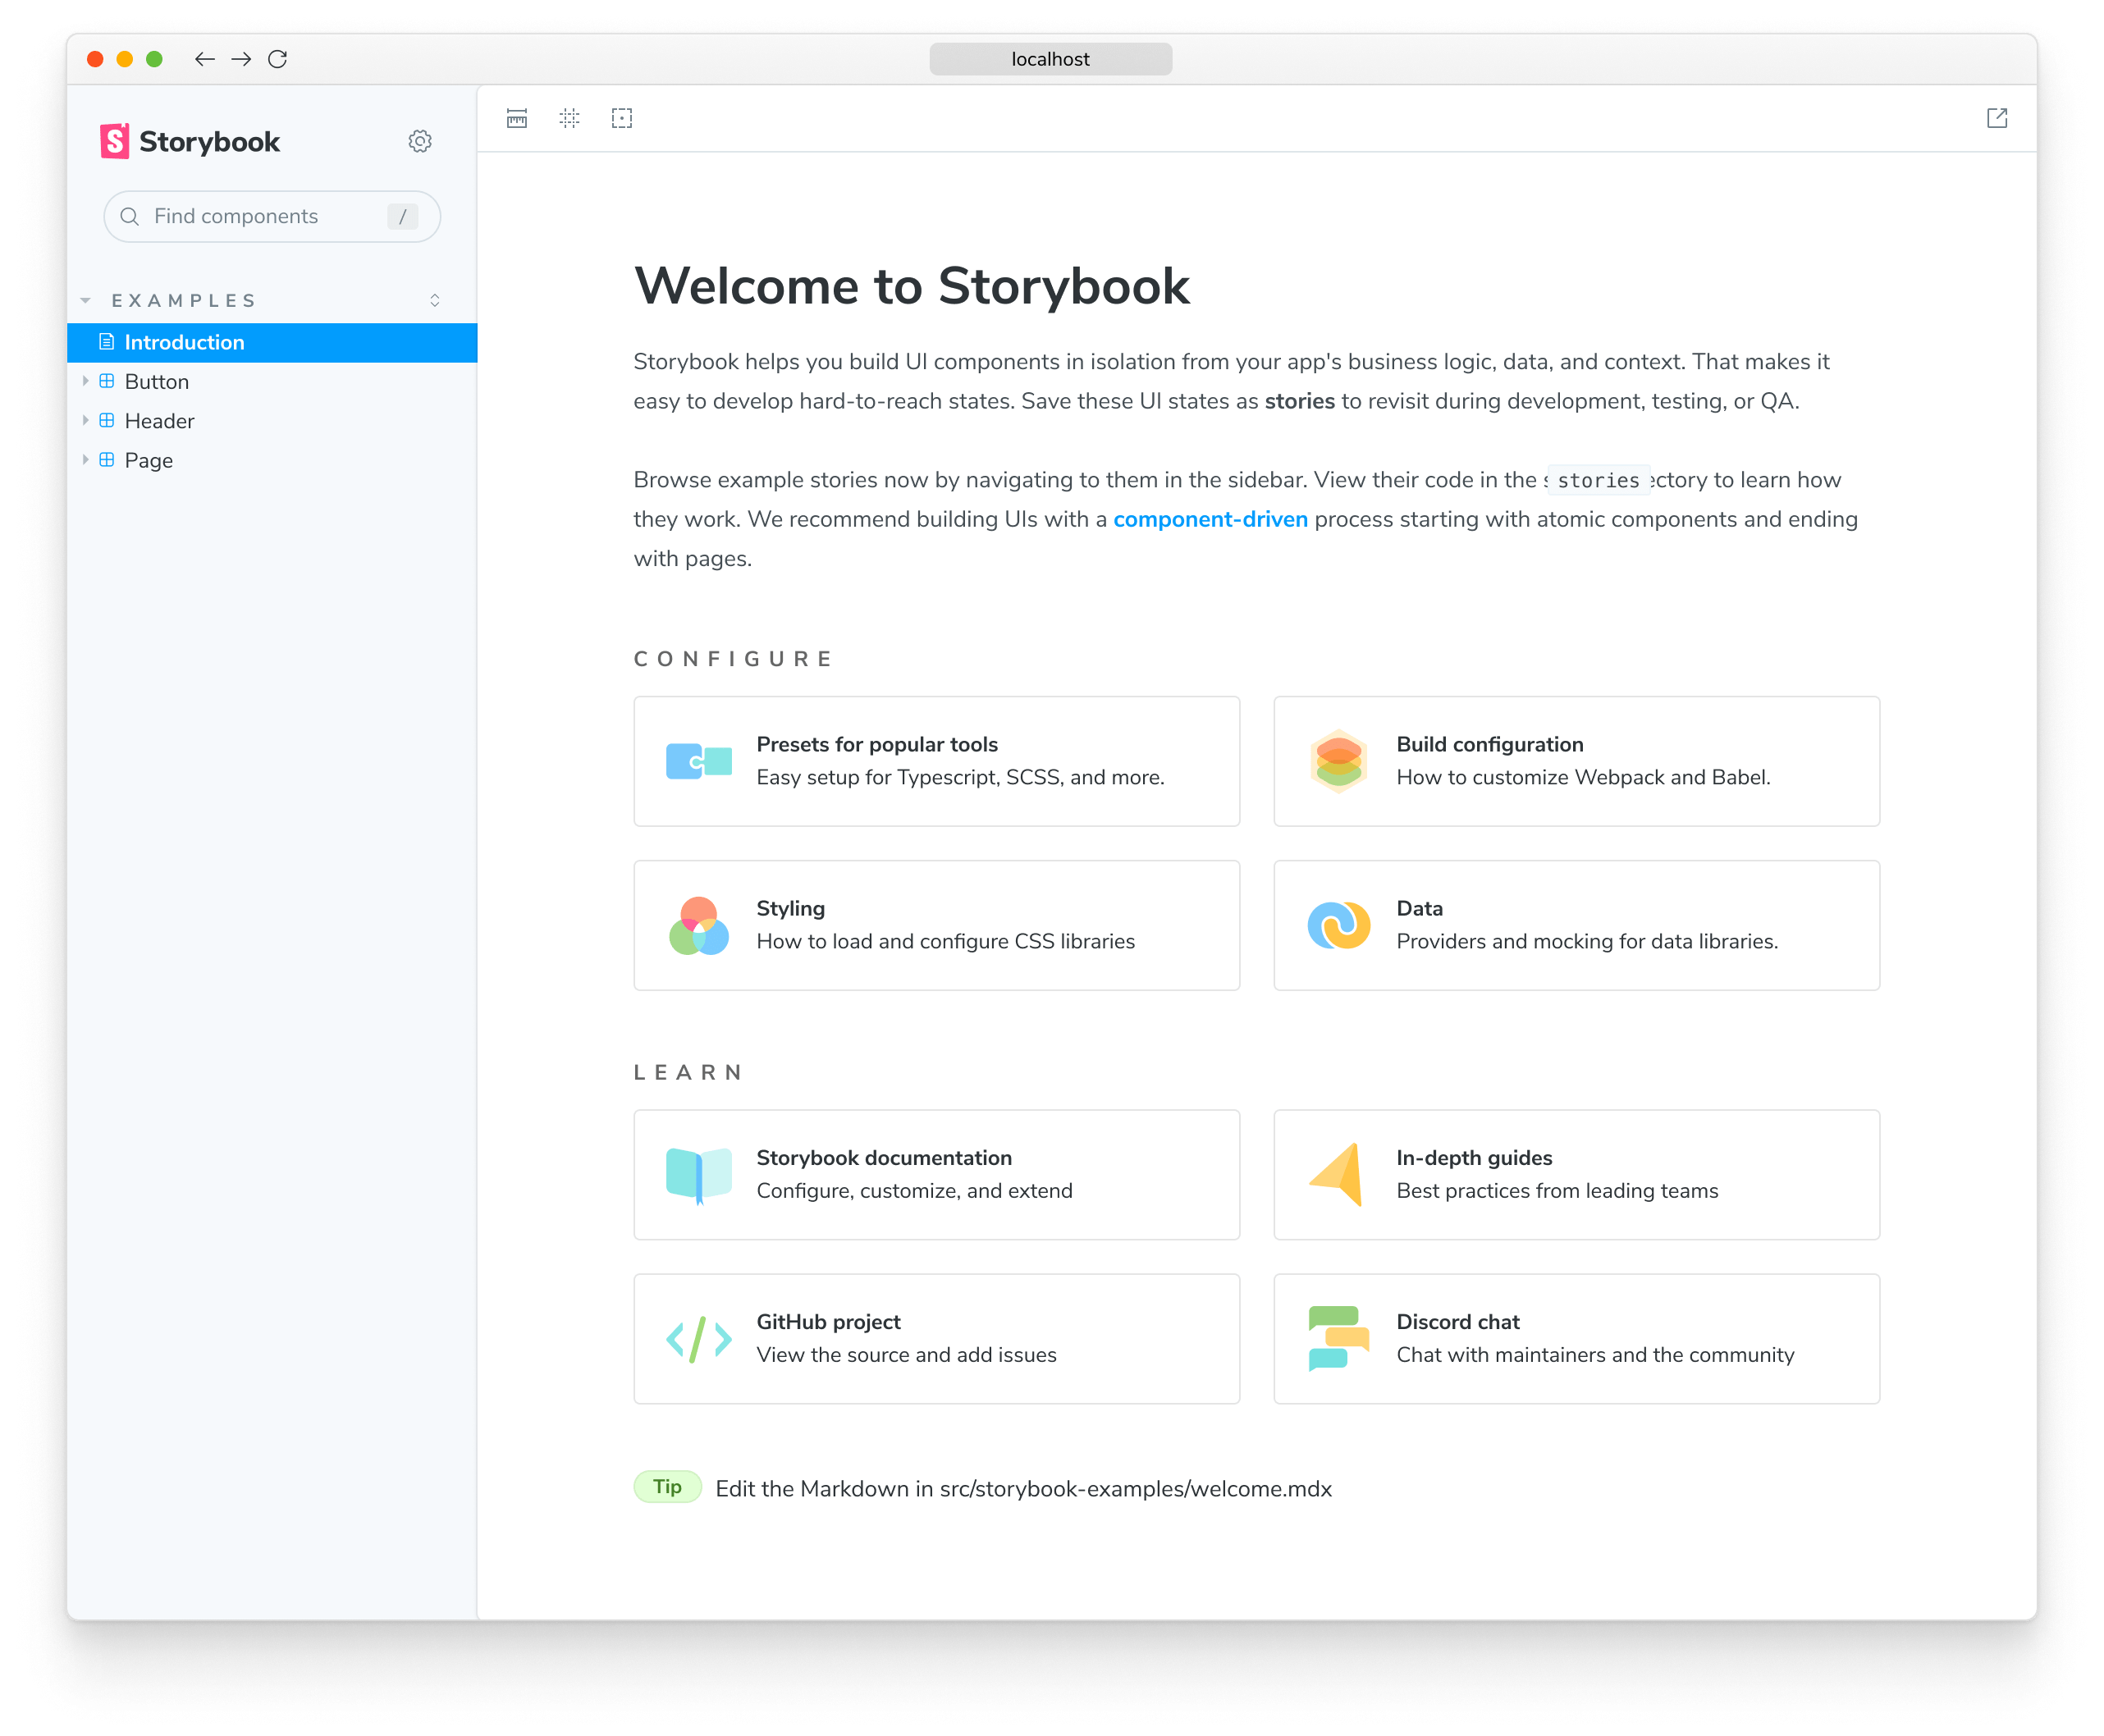 localhost
Storybook
Find components /
EXAMPLES
Introduction
Button
Header
Page
Welcome to Storybook
Storybook helps you build UI components in isolation from your app's business logic, data, and context. That makes it
easy to develop hard-to-reach states. Save these UI states as stories to revisit during development, testing, or QA.
Browse example stories now by navigating to them in the sidebar. View their code in the stories ectory to learn how
they work. We recommend building UIs with a component-driven process starting with atomic components and ending
with pages.
CONFIGURE
Presets for popular tools
Easy setup for Typescript, SCSS, and more.
Build configuration
How to customize Webpack and Babel.
Styling
How to load and configure CSS libraries
Data
Providers and mocking for data libraries.
LEARN
Storybook documentation
Configure, customize, and extend
In-depth guides
Best practices from leading teams
GitHub project
View the source and add issues
Discord chat
Chat with maintainers and the community
Tip Edit the Markdown in src/storybook-examples/welcome.mdx